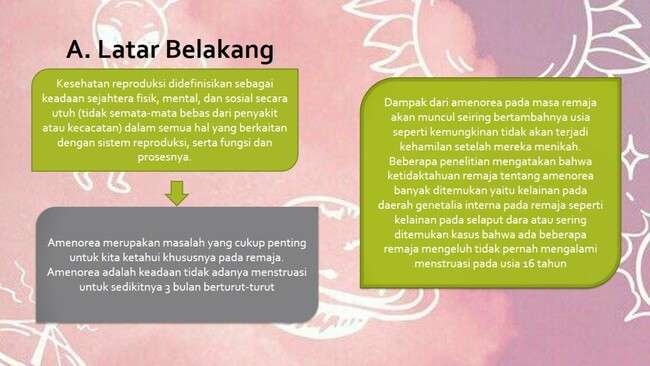 A. Latar Belakang
Kesehatan reproduksi didefinisikan sebagai
keadaan sejahtera fisik, mental, dan sosial secara
utuh (tidak semata-mata bebas dari penyakit
atau kecacatan) dalam semua hal yang berkaitan
dengan sistem reproduksi, serta fungsi dan
prosesnya.
Amenorea merupakan masalah yang cukup penting
untuk kita ketahui khususnya pada remaja.
Amenorea adalah keadaan tidak adanya menstruasi
untuk sedikitnya 3 bulan berturut-turut
Dampak dari amenorea pada masa remaja
akan muncul seiring bertambahnya usia
seperti kemungkinan tidak akan terjadi
kehamilan setelah mereka menikah.
Beberapa penelitian mengatakan bahwa
ketidaktahuan remaja tentang amenorea
banyak ditemukan yaitu kelainan pada
daerah genetalia interna pada remaja seperti
kelainan pada selaput dara atau sering
ditemukan kasus bahwa ada beberapa
remaja mengeluh tidak pernah mengalami
menstruasi pada usia 16 tahun